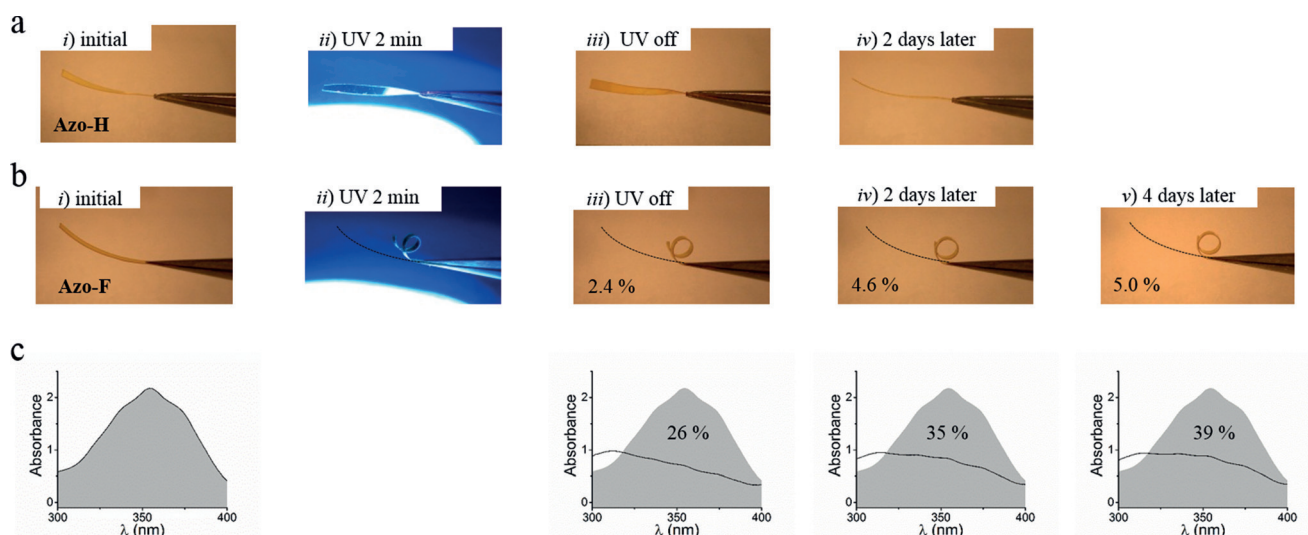 a
i) initial
ii) UV 2 min
iii) UV off
iv) 2 days later
Azo-H
b
i) initial
ii) UV 2 min
iii) UV off
iv) 2 days later
v) 4 days later
Azo-F
2.4 %
4.6 %
5.0 %
c
Absorbance
2
1
0
300
350
400
λ (nm)
Absorbance
2
1
0
26 %
300
350
400
λ (nm)
Absorbance
2
1
0
35 %
300
350
400
λ (nm)
Absorbance
2
1
0
39 %
300
350
400
λ (nm)